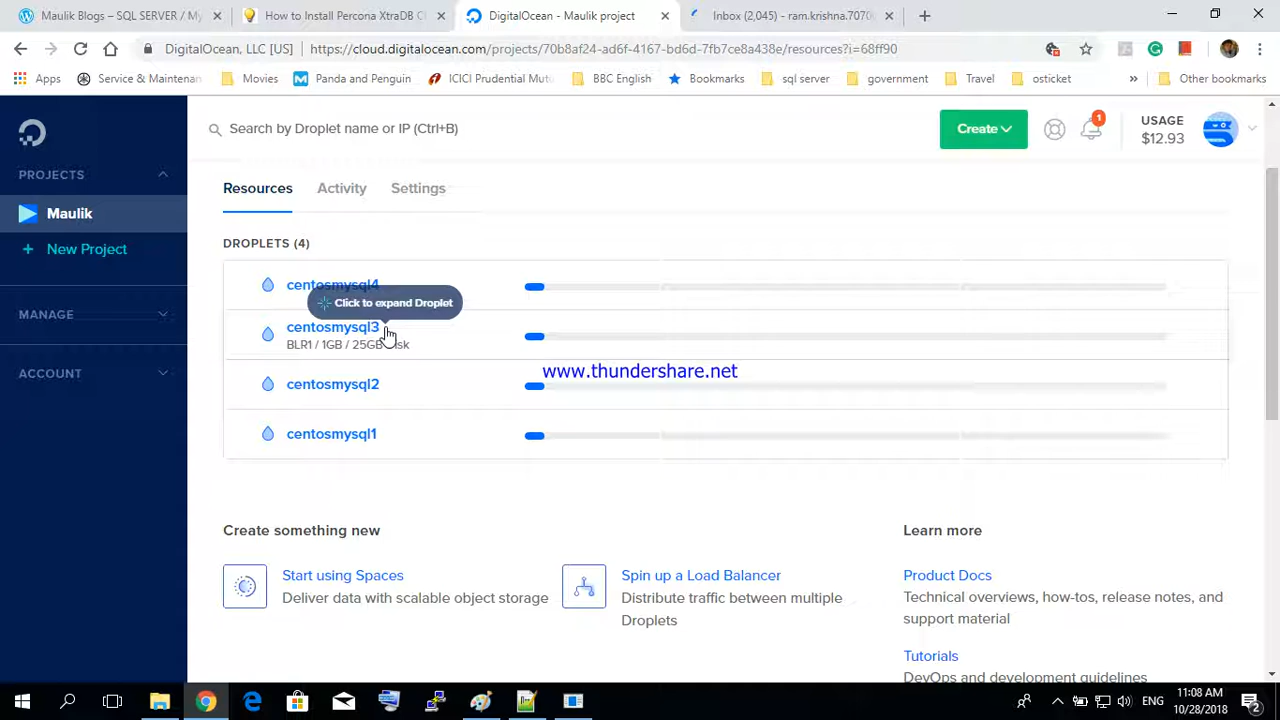 Maulik Blogs – SQL SERVER / My
How to Install Percona XtraDB Cl
DigitalOcean - Maulik project
Inbox (2,045) - ram.krishna.7070
DigitalOcean, LLC [US]
https://cloud.digitalocean.com/projects/70b8af24-ad6f-4167-bd6d-7fb7ce8a438e/resources?i=68ff90
Apps
Service & Maintenan
Movies
Panda and Penguin
ICICI Prudential Mutu
BBC English
Bookmarks
sql server
government
Travel
osticket
»
Other bookmarks
Search by Droplet name or IP (Ctrl+B)
Create
1
USAGE
$12.93
PROJECTS
Maulik
+ New Project
MANAGE
ACCOUNT
Resources
Activity
Settings
DROPLETS (4)
centosmysql4
Click to expand Droplet
centosmysql3
BLR1 / 1GB / 25GB
www.thundershare.net
centosmysql2
centosmysql1
Create something new
Learn more
Start using Spaces
Deliver data with scalable object storage
Spin up a Load Balancer
Distribute traffic between multiple
Droplets
Product Docs
Technical overviews, how-tos, release notes, and
support material
Tutorials
DevOps and development guidelines
ENG
11:08 AM
10/28/2018
2